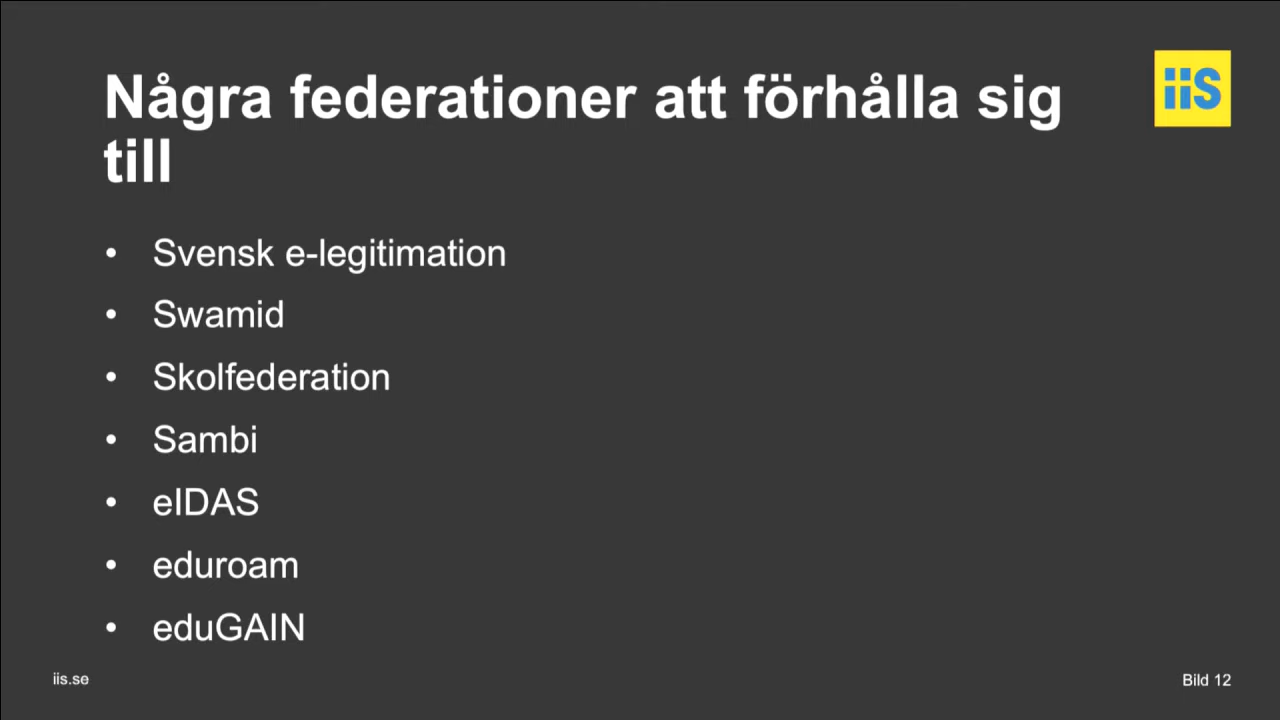 Några federationer att förhålla sig
till
iis
• Svensk e-legitimation
• Swamid
• Skolfederation
• Sambi
• eIDAS
• eduroam
• eduGAIN
iis.se
Bild 12